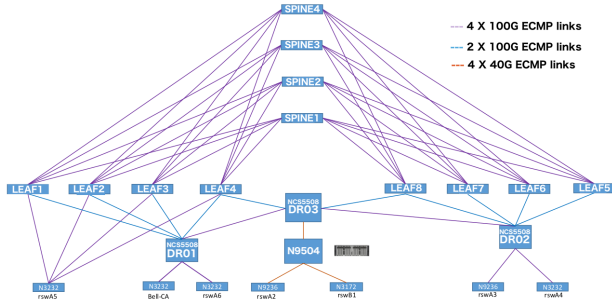 SPINE4
4 X 100G ECMP links
SPINE3
2 X 100G ECMP links
4 X 40G ECMP links
SPINE2
SPINE1
LEAF1
LEAF2
LEAF3
LEAF4
LEAF8
LEAF7
LEAF6
LEAF5
NCS5508
DR03
NCS5508
DR01
N9504
NCS5508
DR02
N3232
rswA5
N3232
Bell-CA
N3232
rswA6
N9236
rswA2
N3172
rswB1
N9236
rswA3
N3232
rswA4